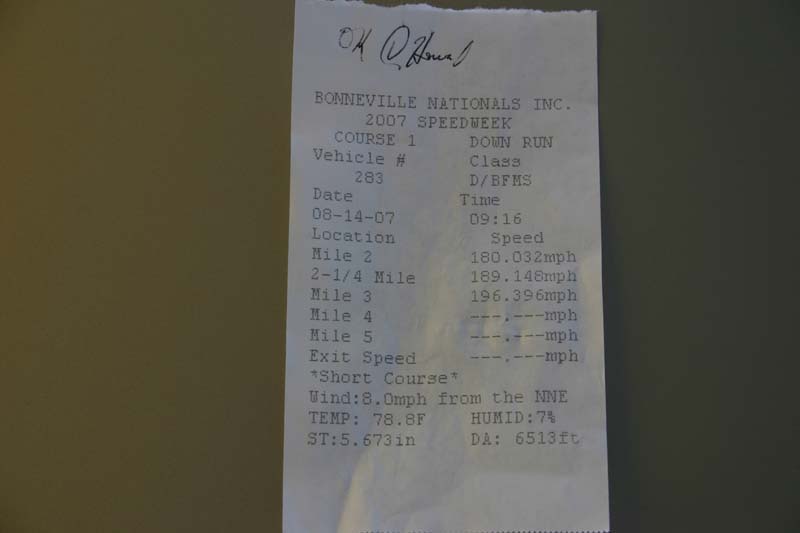 OK
BONNEVILLE NATIONALS INC.
2007 SPEEDWEEK
COURSE 1 DOWN RUN
Vehicle # Class
283 D/BFMS
Date Time
08-14-07 09:16
Location Speed
Mile 2 180.032mph
2-1/4 Mile 189.148mph
Mile 3 196.396mph
Mile 4 ---.---mph
Mile 5 ---.---mph
Exit Speed ---.---mph
*Short Course*
Wind:8.0mph from the NNE
TEMP: 78.8F HUMID:7%
ST:5.673in DA: 6513ft